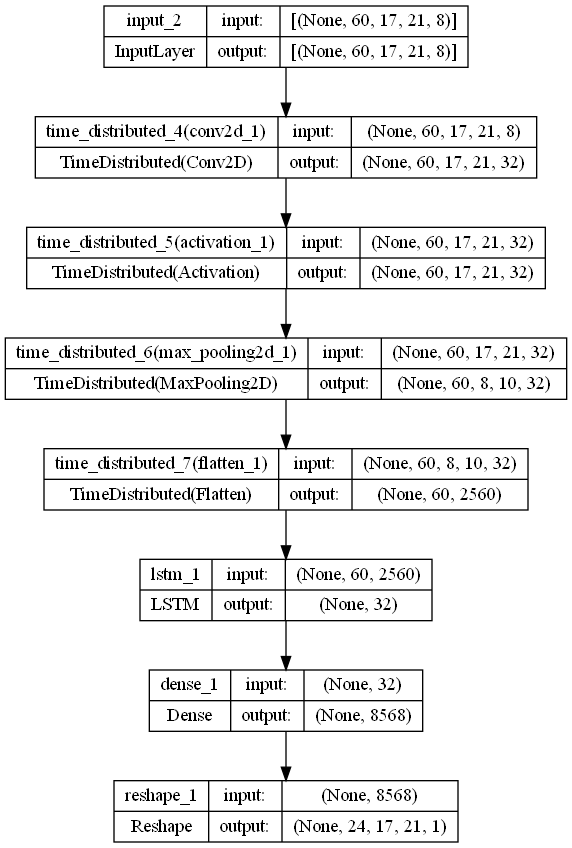 input_2 input: [(None, 60, 17, 21, 8)]
InputLayer output: [(None, 60, 17, 21, 8)]
time_distributed_4(conv2d_1) input: (None, 60, 17, 21, 8)
TimeDistributed(Conv2D) output: (None, 60, 17, 21, 32)
time_distributed_5(activation_1) input: (None, 60, 17, 21, 32)
TimeDistributed(Activation) output: (None, 60, 17, 21, 32)
time_distributed_6(max_pooling2d_1) input: (None, 60, 17, 21, 32)
TimeDistributed(MaxPooling2D) output: (None, 60, 8, 10, 32)
time_distributed_7(flatten_1) input: (None, 60, 8, 10, 32)
TimeDistributed(Flatten) output: (None, 60, 2560)
lstm_1 input: (None, 60, 2560)
LSTM output: (None, 32)
dense_1 input: (None, 32)
Dense output: (None, 8568)
reshape_1 input: (None, 8568)
Reshape output: (None, 24, 17, 21, 1)